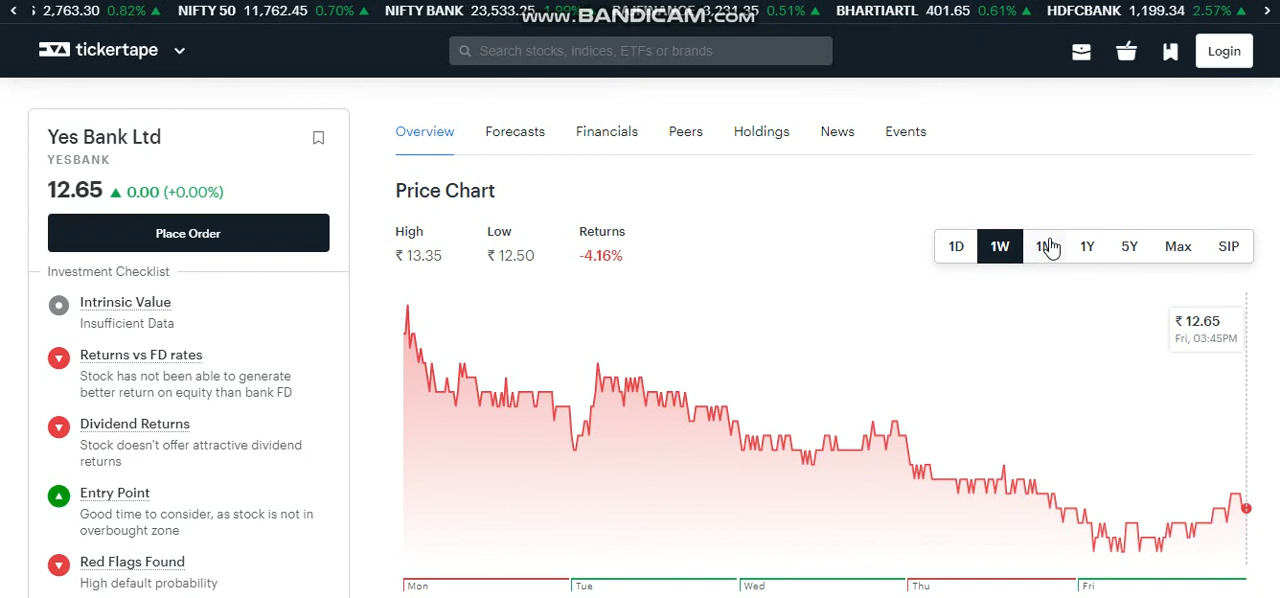 2,763.30 0.82% NIFTY 50 11,762.45 0.70% NIFTY BANK 23,533.25 3,231.35 0.51% BHARTIARTL 401.65 0.61% HDFCBANK 1,199.34 2.57%
www.BANDICAM.com
tickertape
Search stocks, indices, ETFs or brands
Login
Yes Bank Ltd
YESBANK
12.65 0.00 (+0.00%)
Place Order
Investment Checklist
Intrinsic Value
Insufficient Data
Returns vs FD rates
Stock has not been able to generate
better return on equity than bank FD
Dividend Returns
Stock doesn't offer attractive dividend
returns
Entry Point
Good time to consider, as stock is not in
overbought zone
Red Flags Found
High default probability
Overview Forecasts Financials Peers Holdings News Events
Price Chart
High Low Returns
₹ 13.35 ₹ 12.50 -4.16%
1D 1W 1M 1Y 5Y Max SIP
₹ 12.65
Fri, 03:45PM
Mon Tue Wed Thu Fri